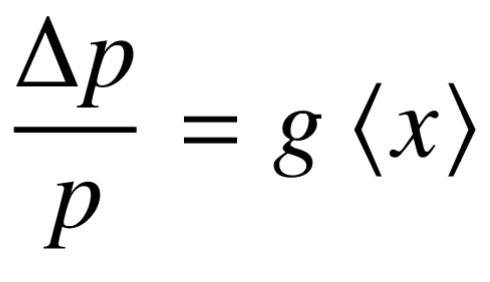 Δp/p = g ⟨x⟩